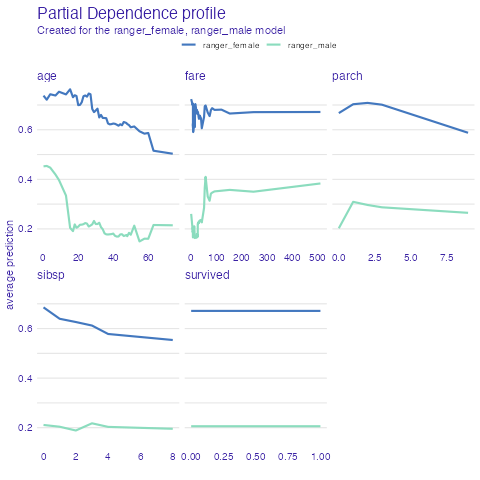 Partial Dependence profile
Created for the ranger_female, ranger_male model
ranger_female ranger_male
age fare parch
0.6
0.4
0.2
0 20 40 60 0 100 200 300 400 500 0.0 2.5 5.0 7.5
average prediction
sibsp survived
0.6
0.4
0.2
0 2 4 6 8 0.00 0.25 0.50 0.75 1.00